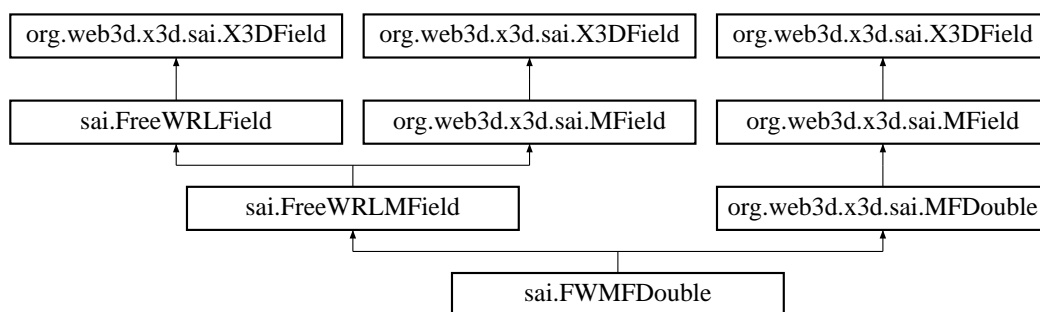 org.web3d.x3d.sai.X3DField
org.web3d.x3d.sai.X3DField
org.web3d.x3d.sai.X3DField
sai.FreeWRLField
org.web3d.x3d.sai.MField
org.web3d.x3d.sai.MField
sai.FreeWRLMField
org.web3d.x3d.sai.MFDouble
sai.FWMFDouble